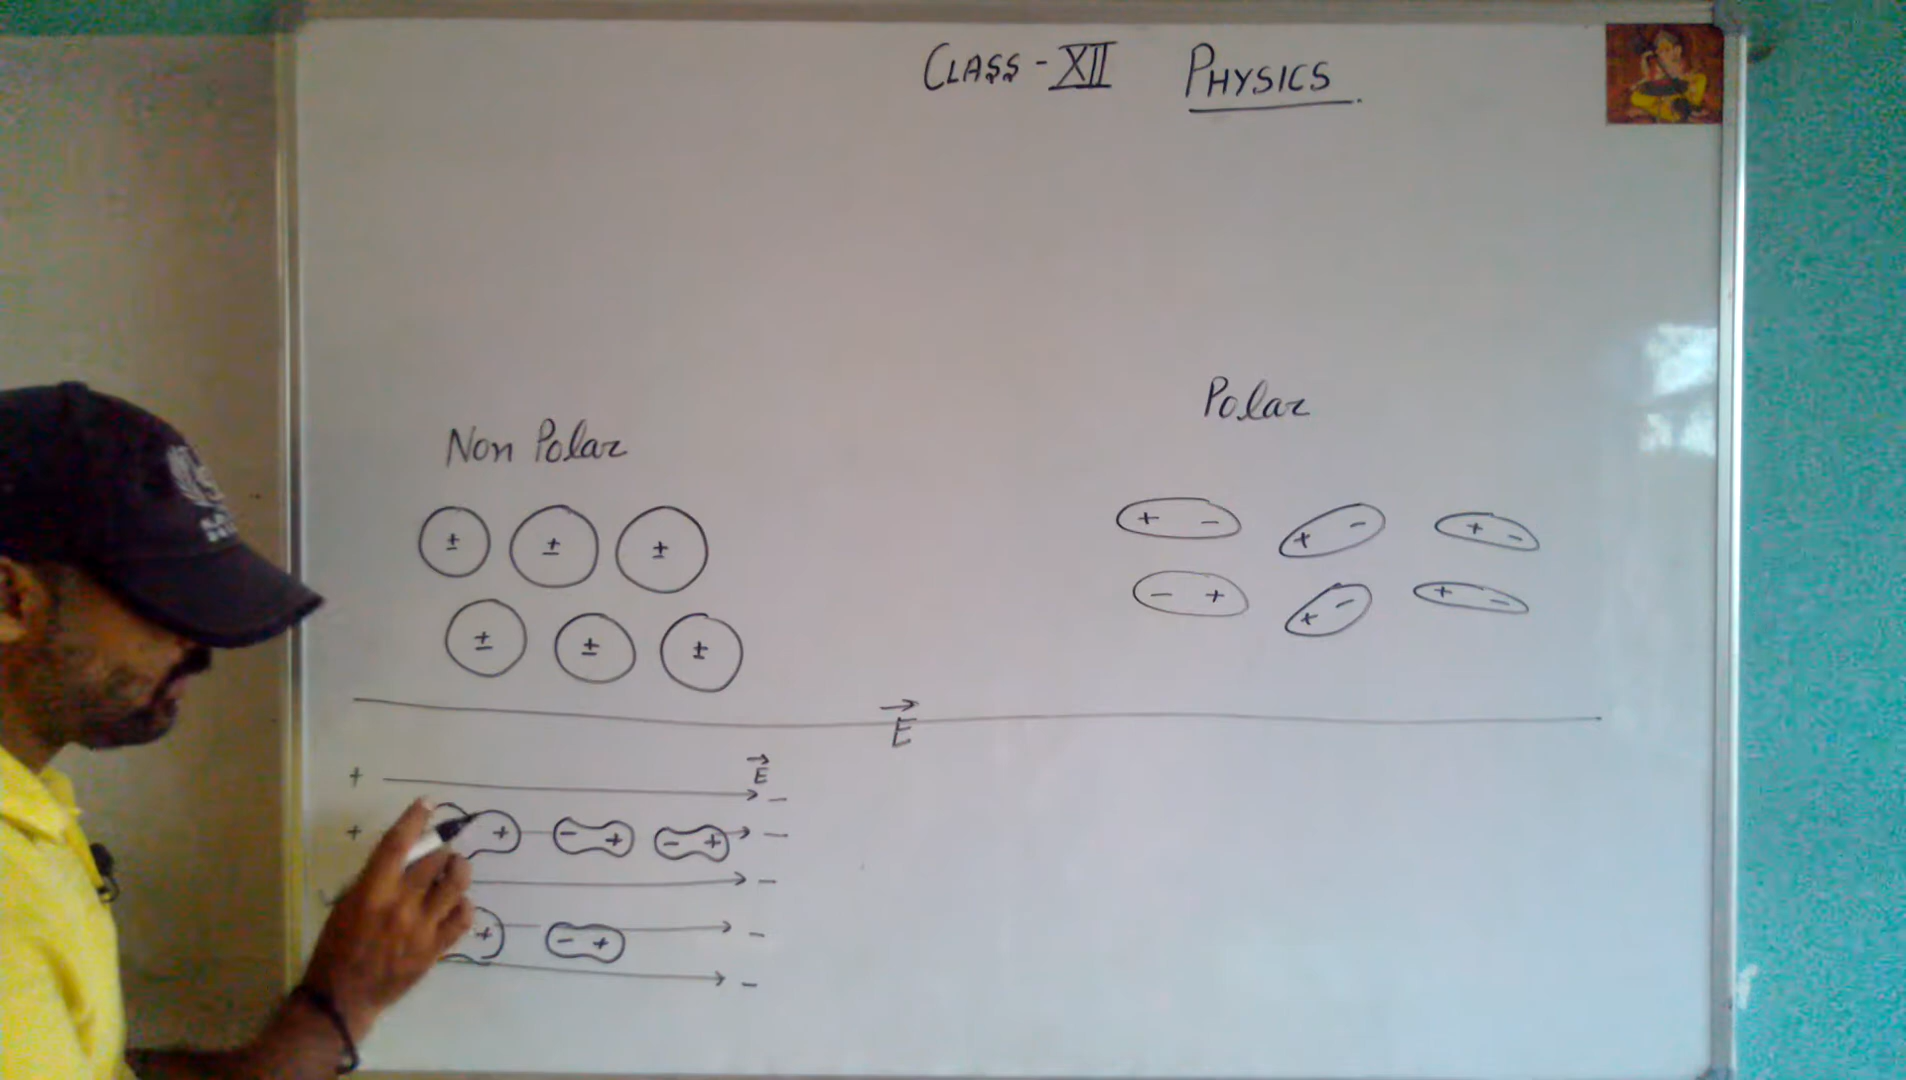 CLASS - XII PHYSICS
Non Polar
Polar
± ± ±
+ - + - + -
± ± ±
- + + - + -
E
+ E -
+ + - + - + -
-
+ - + -
-